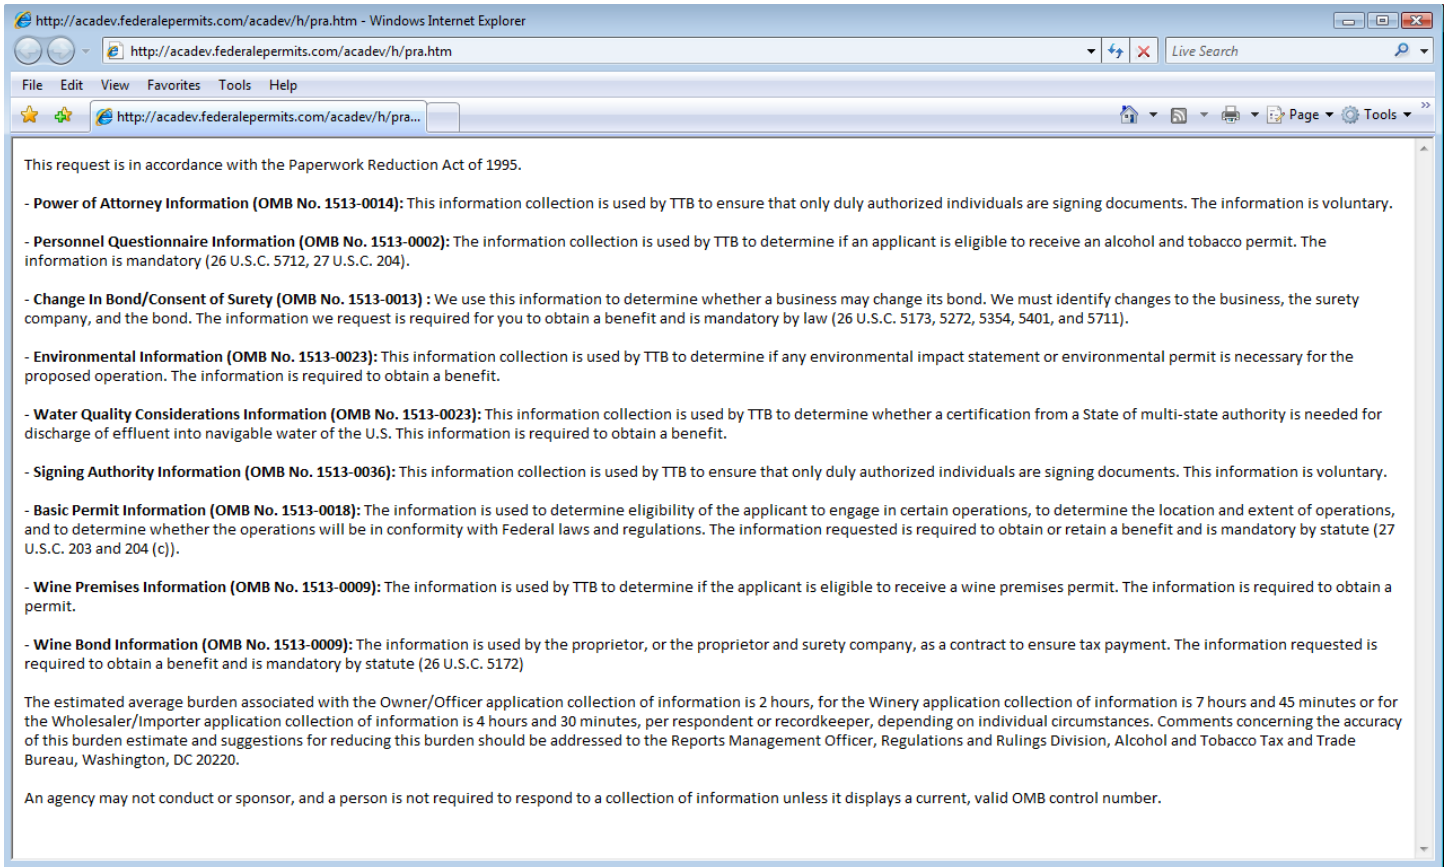 http://acadev.federalepermits.com/acadev/h/pra.htm - Windows Internet Explorer
http://acadev.federalepermits.com/acadev/h/pra.htm
Live Search
File Edit View Favorites Tools Help
http://acadev.federalepermits.com/acadev/h/pra...
Page Tools
This request is in accordance with the Paperwork Reduction Act of 1995.
- Power of Attorney Information (OMB No. 1513-0014): This information collection is used by TTB to ensure that only duly authorized individuals are signing documents. The information is voluntary.
- Personnel Questionnaire Information (OMB No. 1513-0002): The information collection is used by TTB to determine if an applicant is eligible to receive an alcohol and tobacco permit. The
information is mandatory (26 U.S.C. 5712, 27 U.S.C. 204).
- Change In Bond/Consent of Surety (OMB No. 1513-0013) : We use this information to determine whether a business may change its bond. We must identify changes to the business, the surety
company, and the bond. The information we request is required for you to obtain a benefit and is mandatory by law (26 U.S.C. 5173, 5272, 5354, 5401, and 5711).
- Environmental Information (OMB No. 1513-0023): This information collection is used by TTB to determine if any environmental impact statement or environmental permit is necessary for the
proposed operation. The information is required to obtain a benefit.
- Water Quality Considerations Information (OMB No. 1513-0023): This information collection is used by TTB to determine whether a certification from a State of multi-state authority is needed for
discharge of effluent into navigable water of the U.S. This information is required to obtain a benefit.
- Signing Authority Information (OMB No. 1513-0036): This information collection is used by TTB to ensure that only duly authorized individuals are signing documents. This information is voluntary.
- Basic Permit Information (OMB No. 1513-0018): The information is used to determine eligibility of the applicant to engage in certain operations, to determine the location and extent of operations,
and to determine whether the operations will be in conformity with Federal laws and regulations. The information requested is required to obtain or retain a benefit and is mandatory by statute (27
U.S.C. 203 and 204 (c)).
- Wine Premises Information (OMB No. 1513-0009): The information is used by TTB to determine if the applicant is eligible to receive a wine premises permit. The information is required to obtain a
permit.
- Wine Bond Information (OMB No. 1513-0009): The information is used by the proprietor, or the proprietor and surety company, as a contract to ensure tax payment. The information requested is
required to obtain a benefit and is mandatory by statute (26 U.S.C. 5172)
The estimated average burden associated with the Owner/Officer application collection of information is 2 hours, for the Winery application collection of information is 7 hours and 45 minutes or for
the Wholesaler/Importer application collection of information is 4 hours and 30 minutes, per respondent or recordkeeper, depending on individual circumstances. Comments concerning the accuracy
of this burden estimate and suggestions for reducing this burden should be addressed to the Reports Management Officer, Regulations and Rulings Division, Alcohol and Tobacco Tax and Trade
Bureau, Washington, DC 20220.
An agency may not conduct or sponsor, and a person is not required to respond to a collection of information unless it displays a current, valid OMB control number.